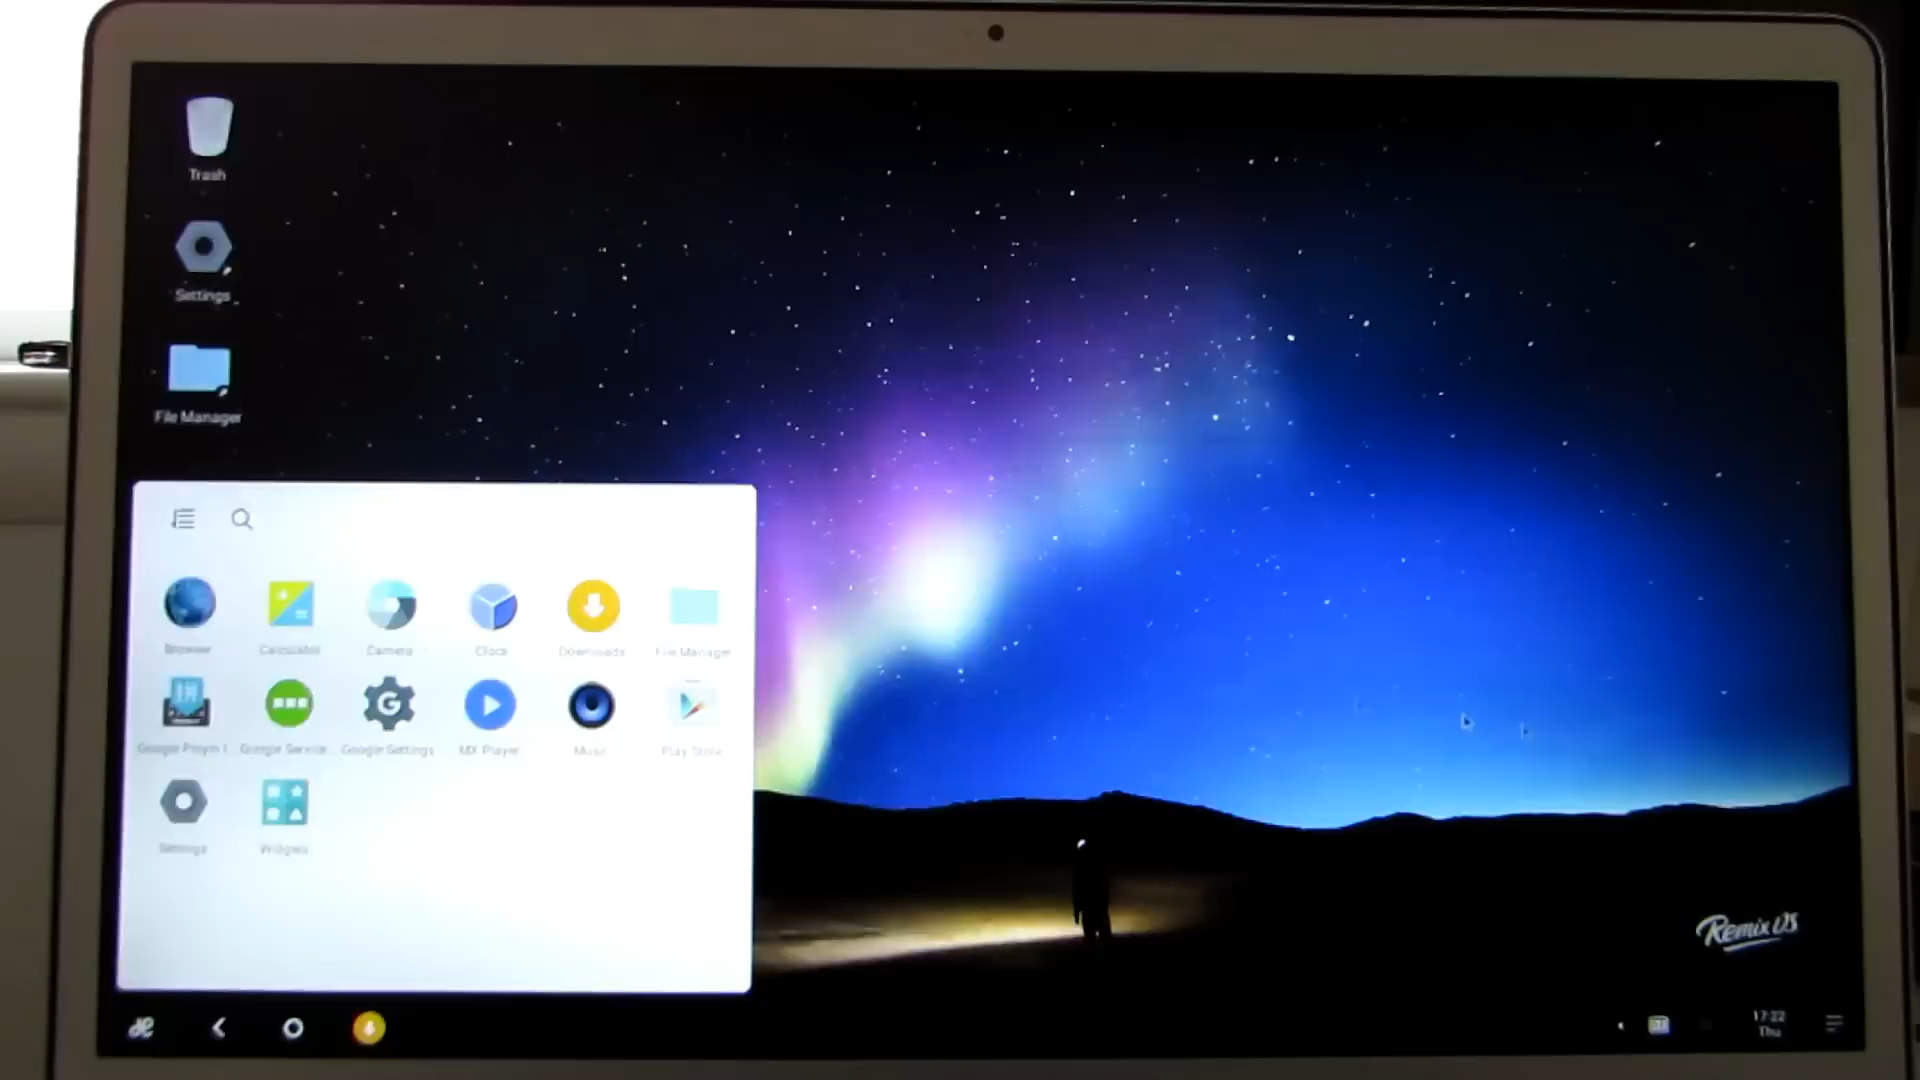 Trash
Settings
File Manager
Browser
Calculator
Camera
Clock
Downloads
File Manager
Google Pinyin I
Google Service
Google Settings
MX Player
Music
Play Store
Settings
Widgets
Remix OS
17:22
Thu